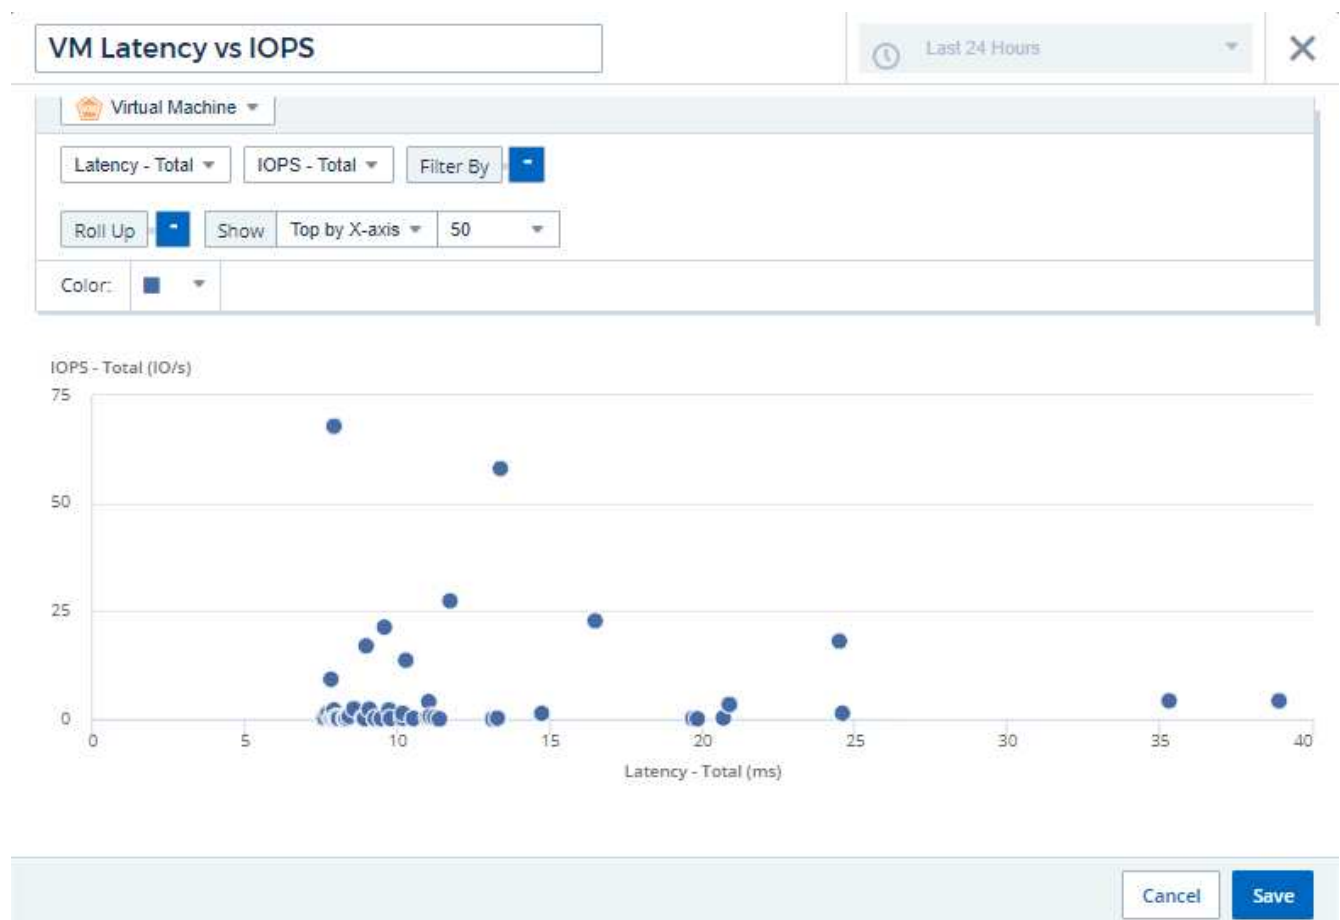 VM Latency vs IOPS
Last 24 Hours
Virtual Machine
Latency - Total IOPS - Total Filter By -
Roll Up - Show Top by X-axis 50
Color:
IOPS - Total (IO/s)
75
50
25
0
0 5 10 15 20 25 30 35 40
Latency - Total (ms)
Cancel Save